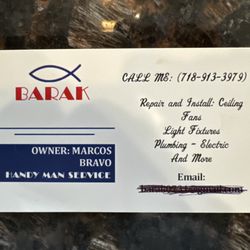 BARAK
OWNER: MARCOS
BRAVO
HANDY MAN SERVICE
CALL ME: (718-913-3979)
Repair and Install: Ceiling
Fans
Light Fixtures
Plumbing - Electric
And More
Email: